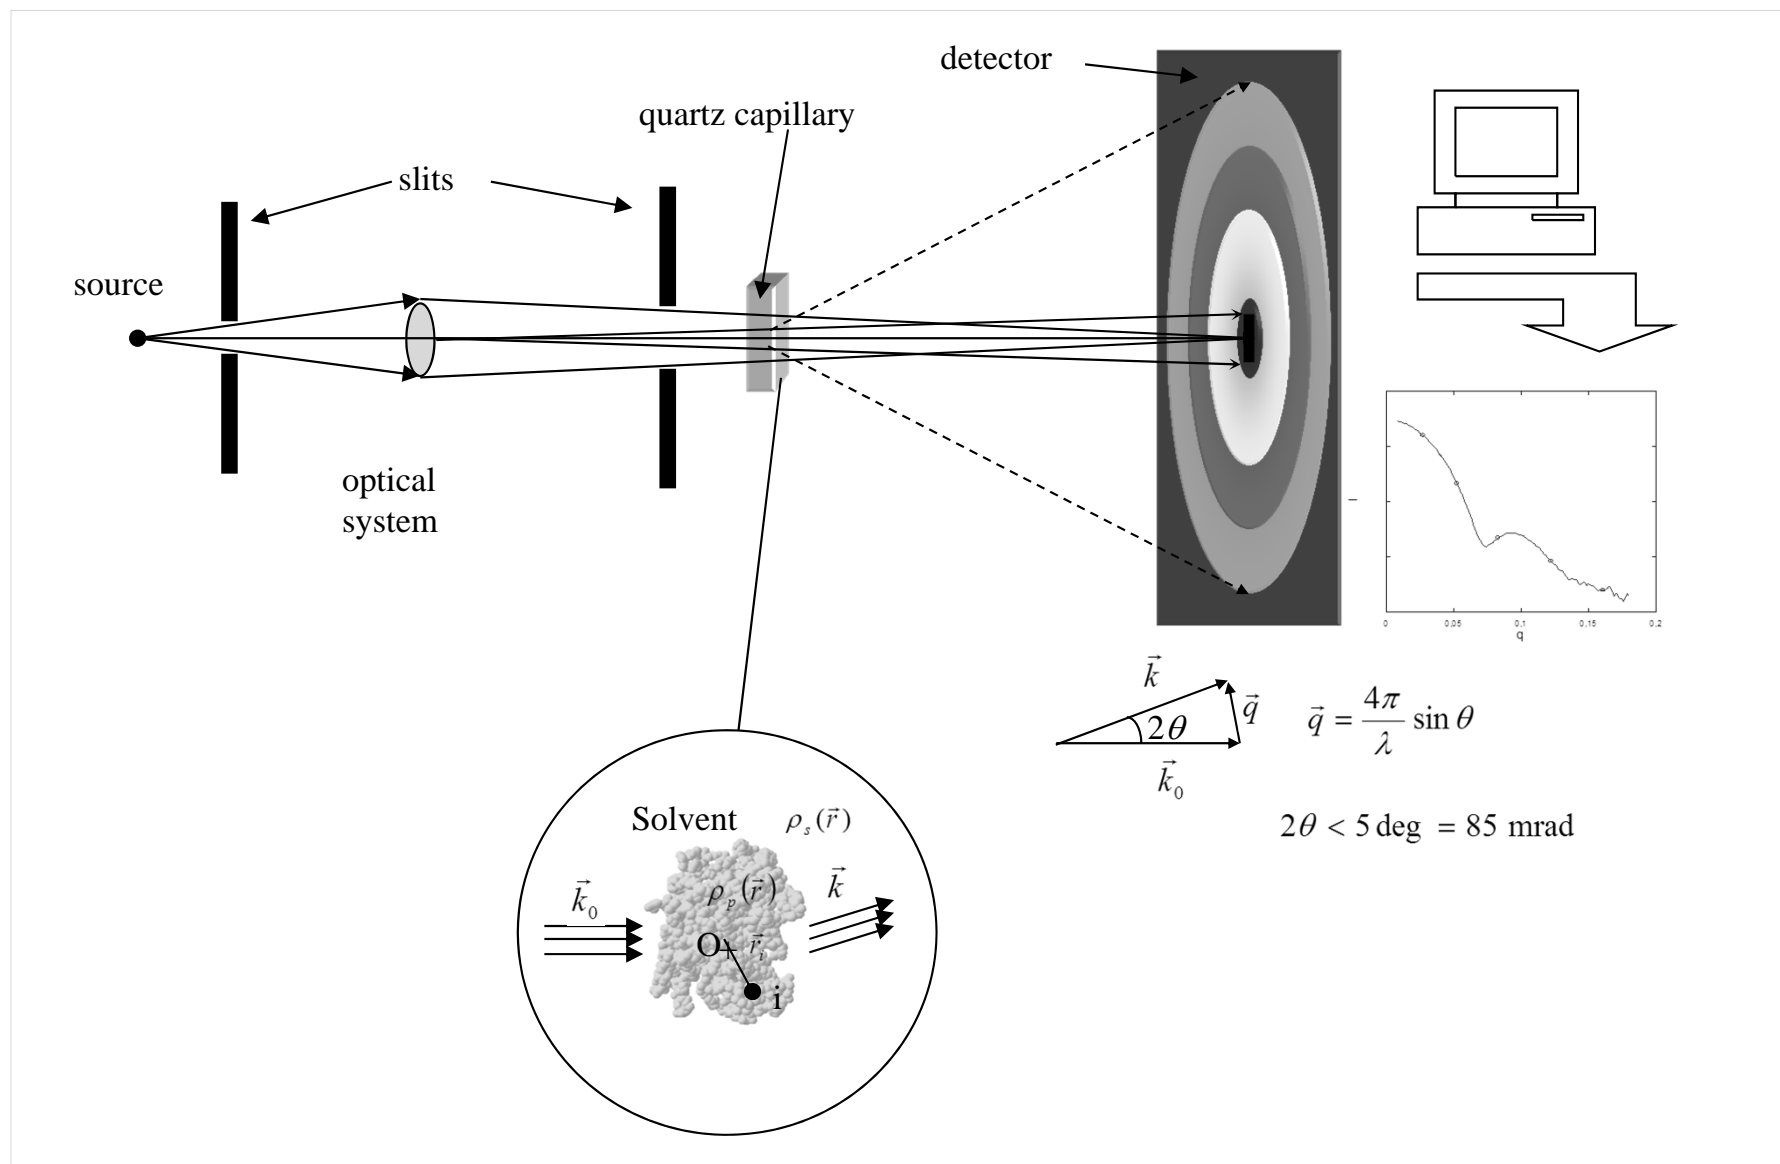 detector
quartz capillary
slits
source
optical
system
I
0 0,05 0,1 0,15 0,2
q
k⃗
2θ
q⃗
k⃗₀
q⃗ = 4π/λ sin θ
2θ < 5 deg = 85 mrad
Solvent ρₛ(r⃗)
k⃗₀
ρₚ(r⃗)
k⃗
O r⃗ᵢ
i